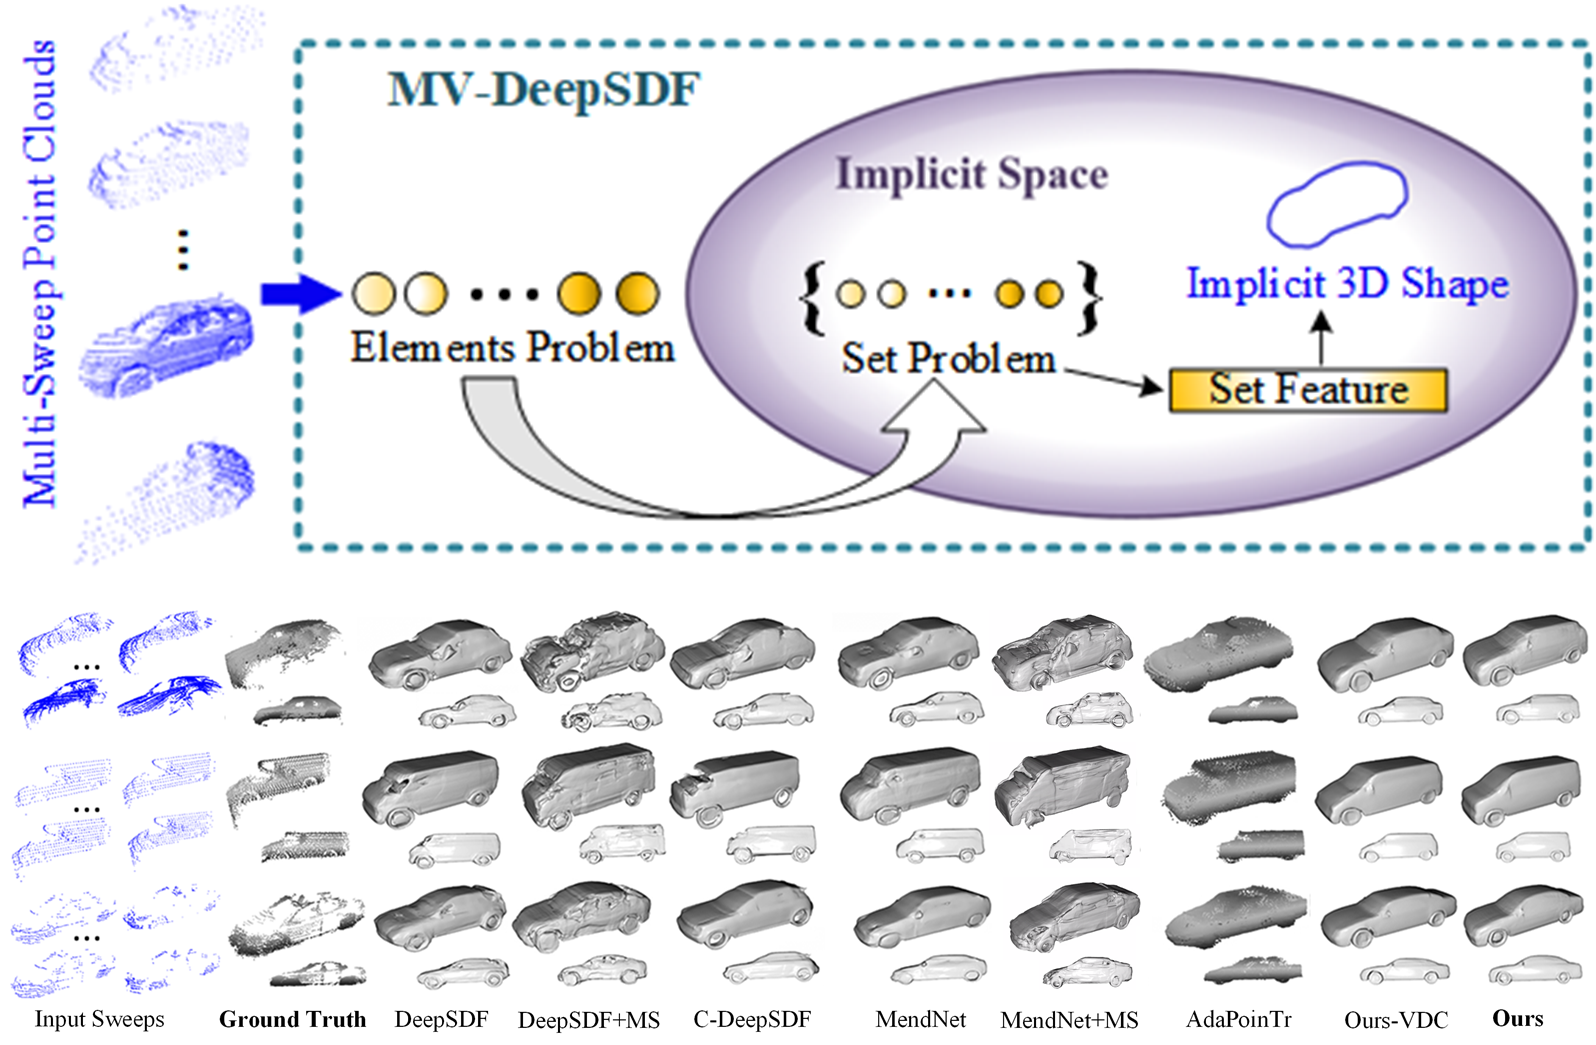 Multi-Sweep Point Clouds
MV-DeepSDF
Implicit Space
Implicit 3D Shape
Elements Problem
Set Problem
Set Feature
Input Sweeps
Ground Truth
DeepSDF
DeepSDF+MS
C-DeepSDF
MendNet
MendNet+MS
AdaPoinTr
Ours-VDC
Ours